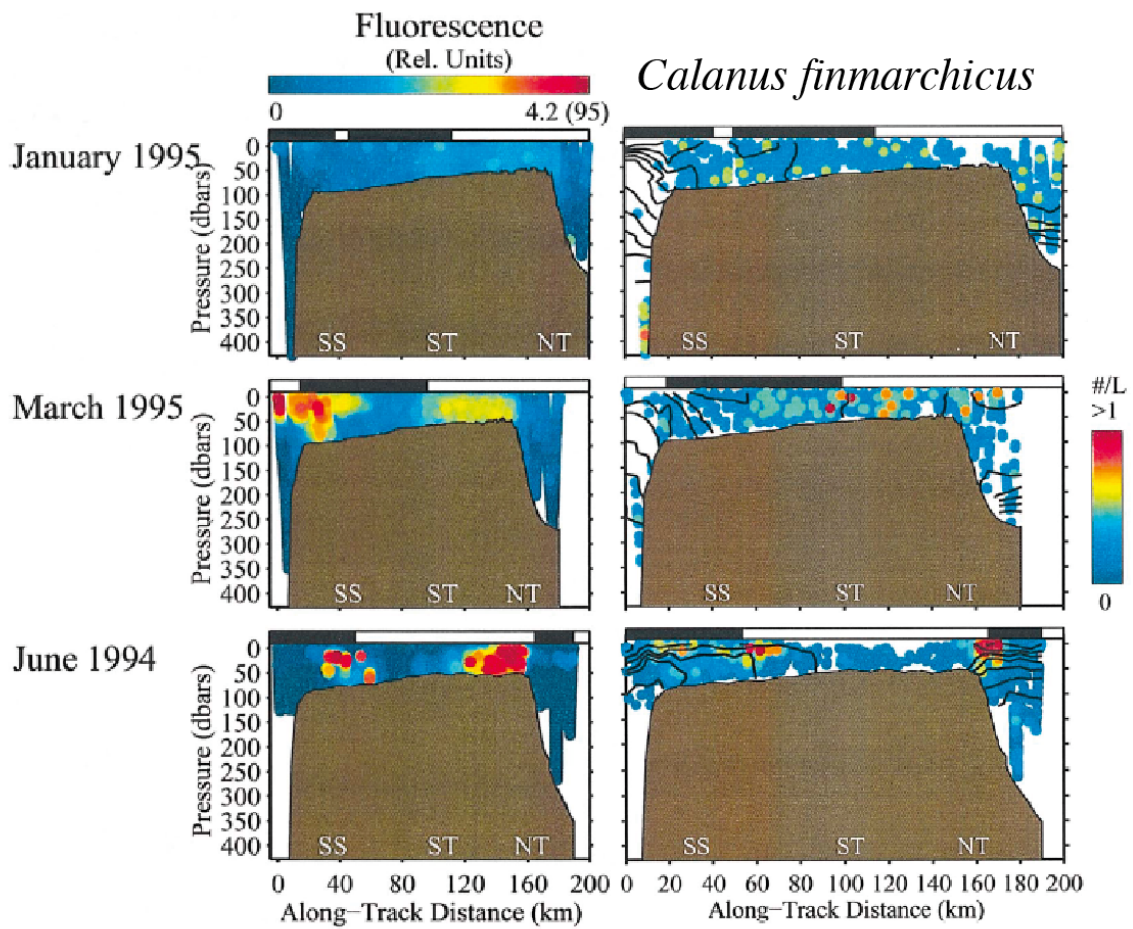 Fluorescence
(Rel. Units)
0 4.2 (95)
Calanus finmarchicus
January 1995
Pressure (dbars)
0
50
100
150
200
250
300
350
400
SS ST NT
SS ST NT
March 1995
Pressure (dbars)
0
50
100
150
200
250
300
350
400
SS ST NT
SS ST NT
#/L
>1
0
June 1994
Pressure (dbars)
0
50
100
150
200
250
300
350
400
SS ST NT
SS ST NT
0 40 80 120 160 200
Along-Track Distance (km)
0 20 40 60 80 100 120 140 160 180 200
Along-Track Distance (km)